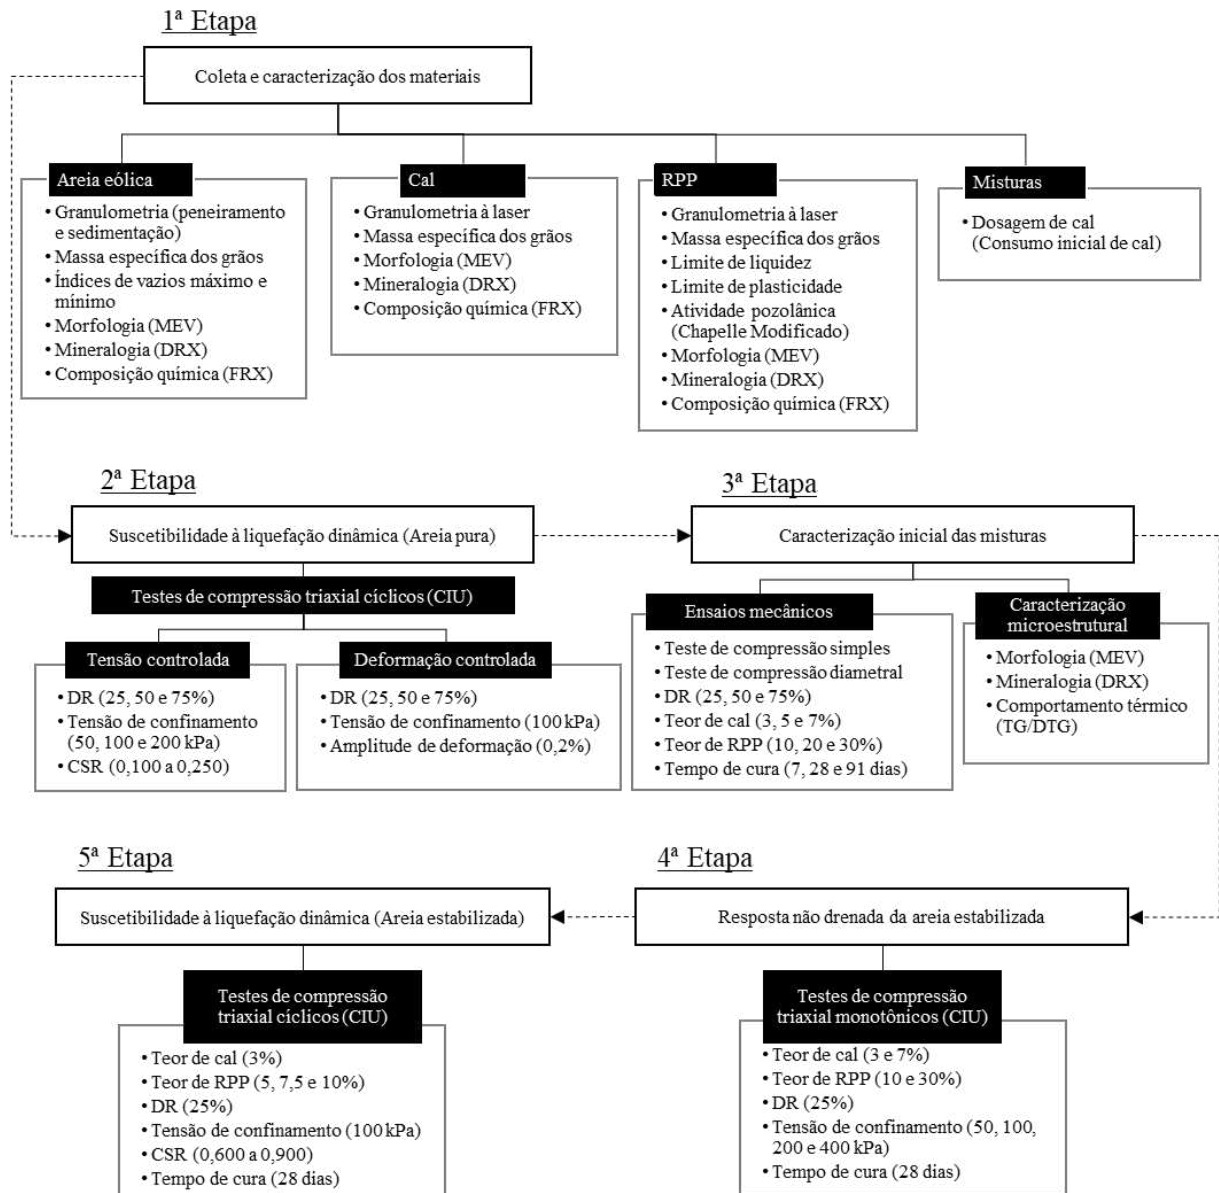 1ª Etapa
Coleta e caracterização dos materiais
Areia eólica
• Granulometria (peneiramento
e sedimentação)
• Massa específica dos grãos
• Índices de vazios máximo e
mínimo
• Morfologia (MEV)
• Mineralogia (DRX)
• Composição química (FRX)
Cal
• Granulometria à laser
• Massa específica dos grãos
• Morfologia (MEV)
• Mineralogia (DRX)
• Composição química (FRX)
RPP
• Granulometria à laser
• Massa específica dos grãos
• Limite de liquidez
• Limite de plasticidade
• Atividade pozolânica
(Chapelle Modificado)
• Morfologia (MEV)
• Mineralogia (DRX)
• Composição química (FRX)
Misturas
• Dosagem de cal
(Consumo inicial de cal)
2ª Etapa
Suscetibilidade à liquefação dinâmica (Areia pura)
Testes de compressão triaxial cíclicos (CIU)
Tensão controlada
• DR (25, 50 e 75%)
• Tensão de confinamento
(50, 100 e 200 kPa)
• CSR (0,100 a 0,250)
Deformação controlada
• DR (25, 50 e 75%)
• Tensão de confinamento (100 kPa)
• Amplitude de deformação (0,2%)
3ª Etapa
Caracterização inicial das misturas
Ensaios mecânicos
• Teste de compressão simples
• Teste de compressão diametral
• DR (25, 50 e 75%)
• Teor de cal (3, 5 e 7%)
• Teor de RPP (10, 20 e 30%)
• Tempo de cura (7, 28 e 91 dias)
Caracterização
microestrutural
• Morfologia (MEV)
• Mineralogia (DRX)
• Comportamento térmico
(TG/DTG)
4ª Etapa
Resposta não drenada da areia estabilizada
Testes de compressão
triaxial monotônicos (CIU)
• Teor de cal (3 e 7%)
• Teor de RPP (10 e 30%)
• DR (25%)
• Tensão de confinamento (50, 100,
200 e 400 kPa)
• Tempo de cura (28 dias)
5ª Etapa
Suscetibilidade à liquefação dinâmica (Areia estabilizada)
Testes de compressão
triaxial cíclicos (CIU)
• Teor de cal (3%)
• Teor de RPP (5, 7,5 e 10%)
• DR (25%)
• Tensão de confinamento (100 kPa)
• CSR (0,600 a 0,900)
• Tempo de cura (28 dias)